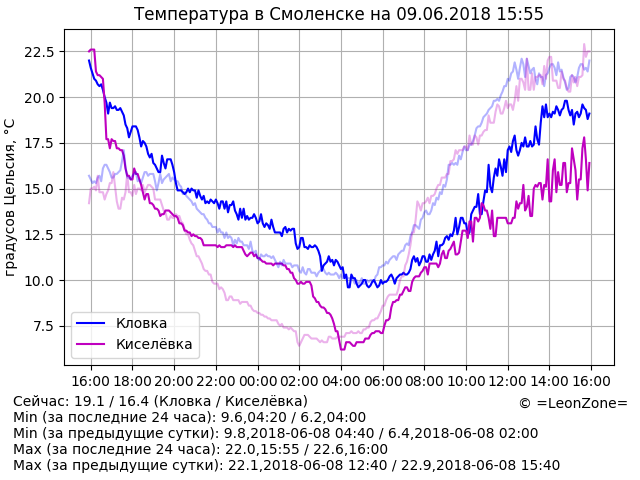 Температура в Смоленске на 09.06.2018 15:55
градусов Цельсия, °C
22.5
20.0
17.5
15.0
12.5
10.0
7.5
Кловка
Киселёвка
16:00 18:00 20:00 22:00 00:00 02:00 04:00 06:00 08:00 10:00 12:00 14:00 16:00
Сейчас: 19.1 / 16.4 (Кловка / Киселёвка)
© =LeonZone=
Min (за последние 24 часа): 9.6,04:20 / 6.2,04:00
Min (за предыдущие сутки): 9.8,2018-06-08 04:40 / 6.4,2018-06-08 02:00
Max (за последние 24 часа): 22.0,15:55 / 22.6,16:00
Max (за предыдущие сутки): 22.1,2018-06-08 12:40 / 22.9,2018-06-08 15:40